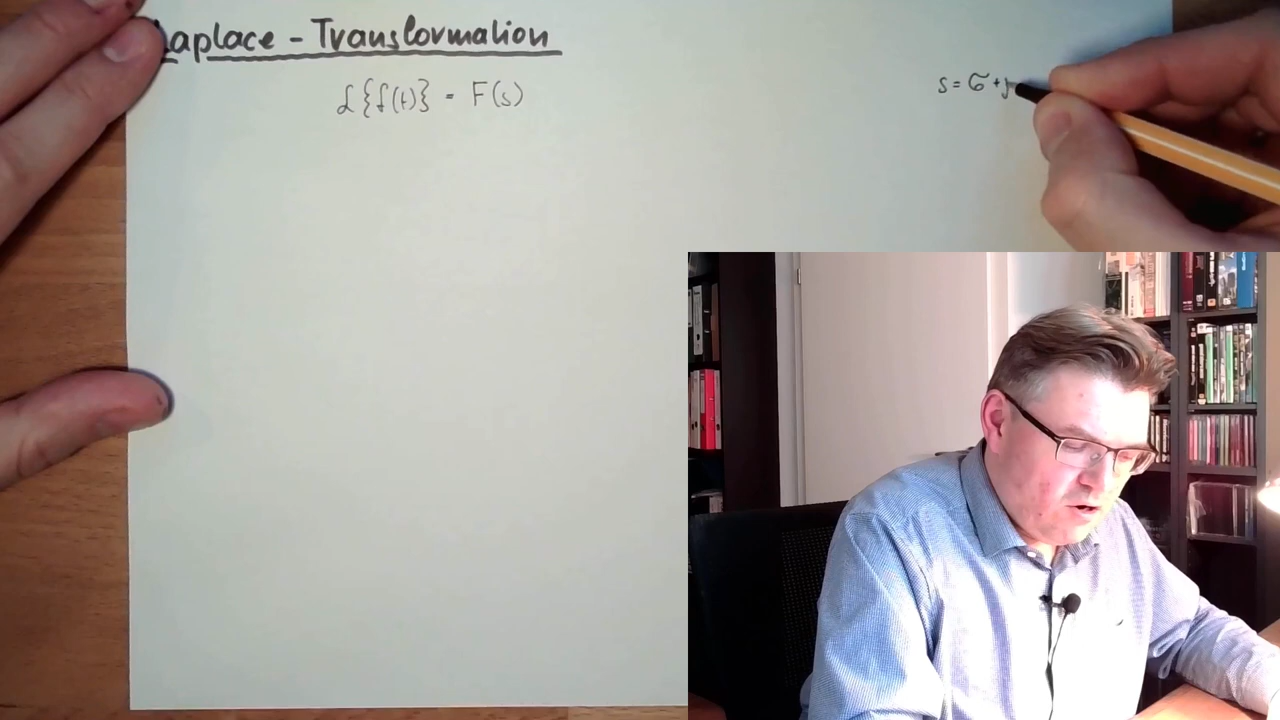 Laplace - Transformation
ℒ{f(t)} = F(s)
s = σ + j